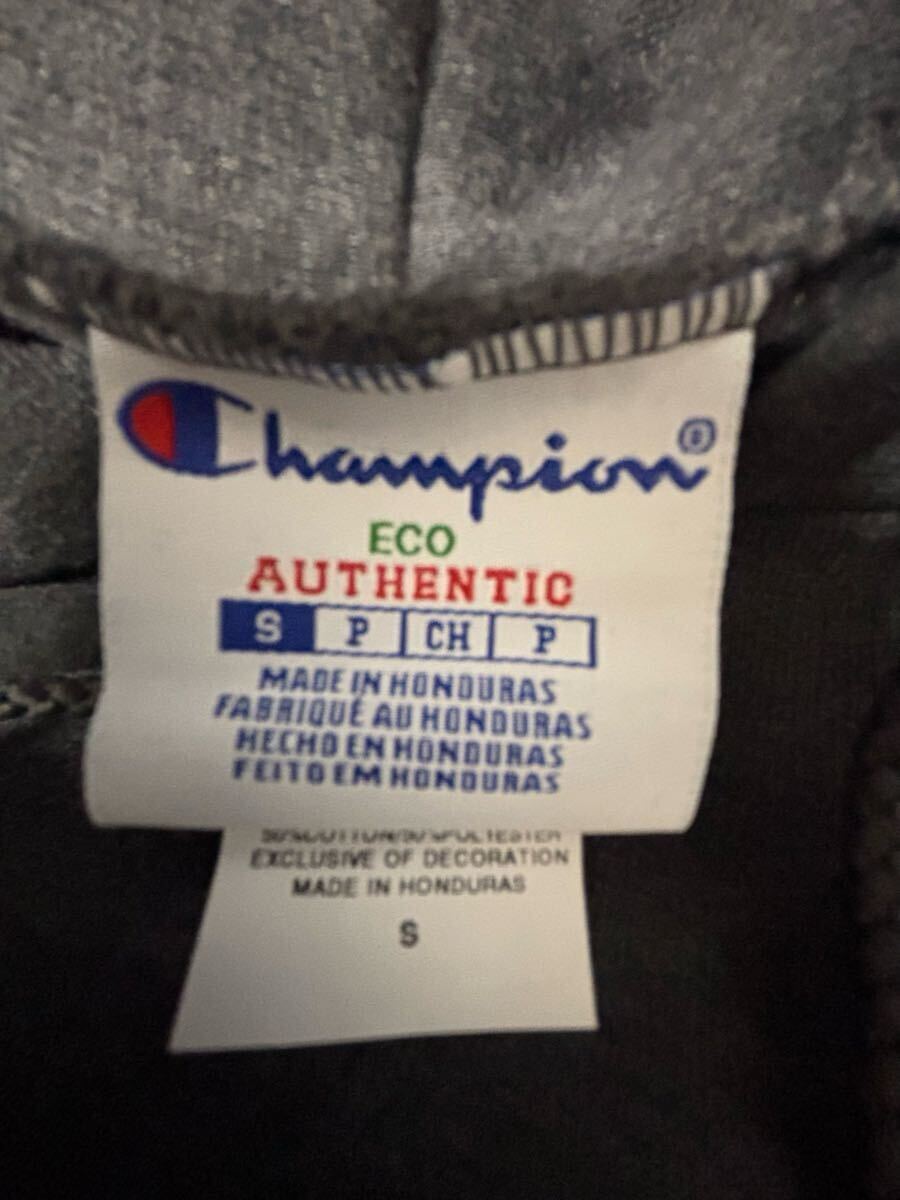 Champion®
ECO
AUTHENTIC
S P CH P
MADE IN HONDURAS
FABRIQUÉ AU HONDURAS
HECHO EN HONDURAS
FEITO EM HONDURAS
EXCLUSIVE OF DECORATION
MADE IN HONDURAS
S